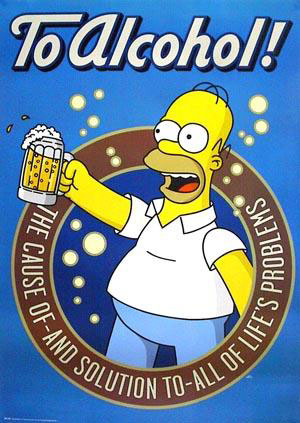 To Alcohol!
THE CAUSE OF-AND SOLUTION TO-ALL OF LIFE'S PROBLEMS